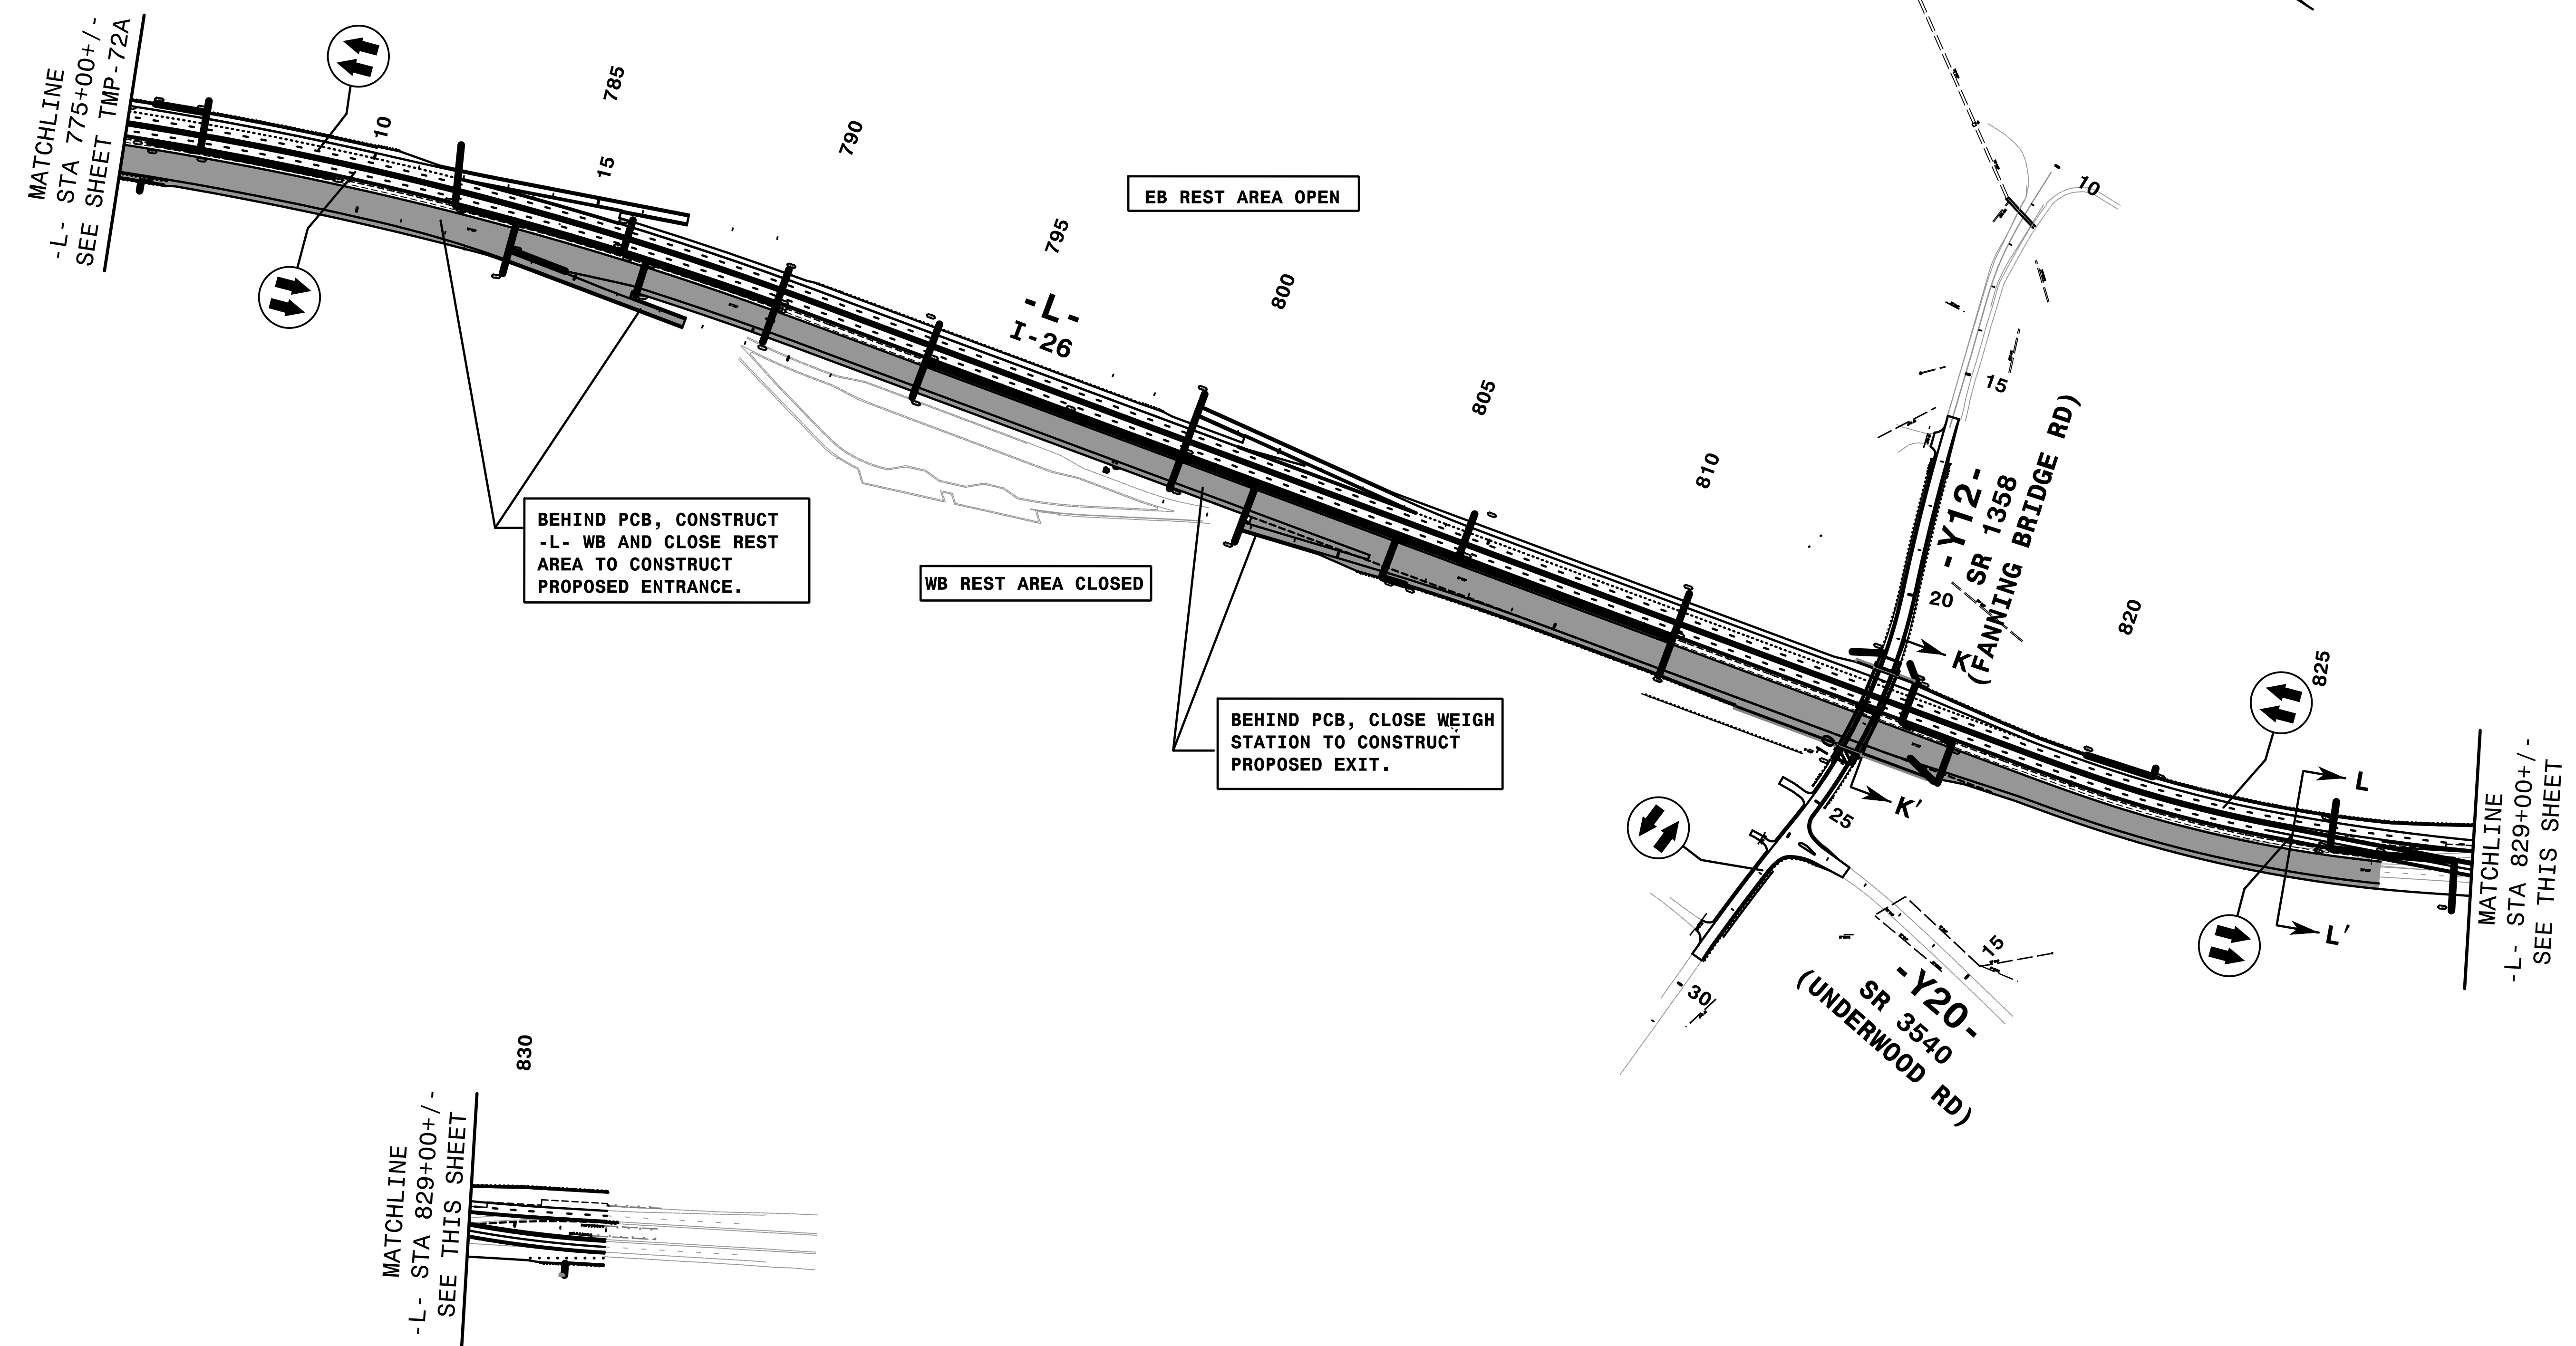 MATCHLINE
-L- STA 775+00+/-
SEE SHEET TMP-72A
10
785
15
790
795
-L-
I-26
800
EB REST AREA OPEN
805
810
10
15
-Y12-
SR 1358
(FANNING BRIDGE RD)
20
820
K
825
BEHIND PCB, CONSTRUCT
-L- WB AND CLOSE REST
AREA TO CONSTRUCT
PROPOSED ENTRANCE.
WB REST AREA CLOSED
BEHIND PCB, CLOSE WEIGH
STATION TO CONSTRUCT
PROPOSED EXIT.
10
K'
25
L
L'
MATCHLINE
-L- STA 829+00+/-
SEE THIS SHEET
15
30
-Y20-
SR 3540
(UNDERWOOD RD)
830
MATCHLINE
-L- STA 829+00+/-
SEE THIS SHEET